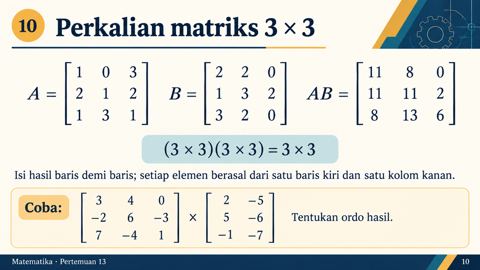 10 Perkalian matriks 3 × 3
A = [1 0 3; 2 1 2; 1 3 1] B = [2 2 0; 1 3 2; 3 2 0] AB = [11 8 0; 11 11 2; 8 13 6]
(3 × 3)(3 × 3) = 3 × 3
Isi hasil baris demi baris; setiap elemen berasal dari satu baris kiri dan satu kolom kanan.
Coba: [3 4 0; −2 6 −3; 7 −4 1] × [2 −5; 5 −6; −1 −7] Tentukan ordo hasil.
Matematika · Pertemuan 13 10